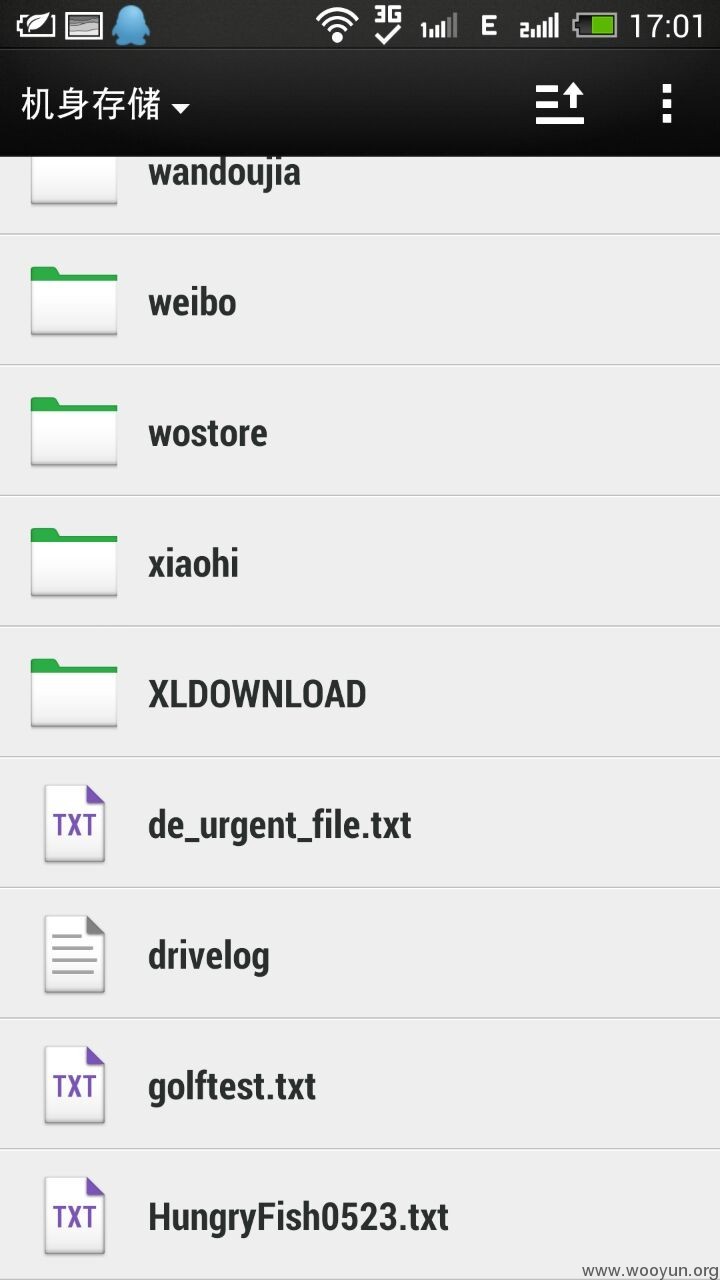 3G
1
E
2
17:01
机身存储
wandoujia
weibo
wostore
xiaohi
XLDOWNLOAD
TXT
de_urgent_file.txt
drivelog
TXT
golftest.txt
TXT
HungryFish0523.txt
www.wooyun.org